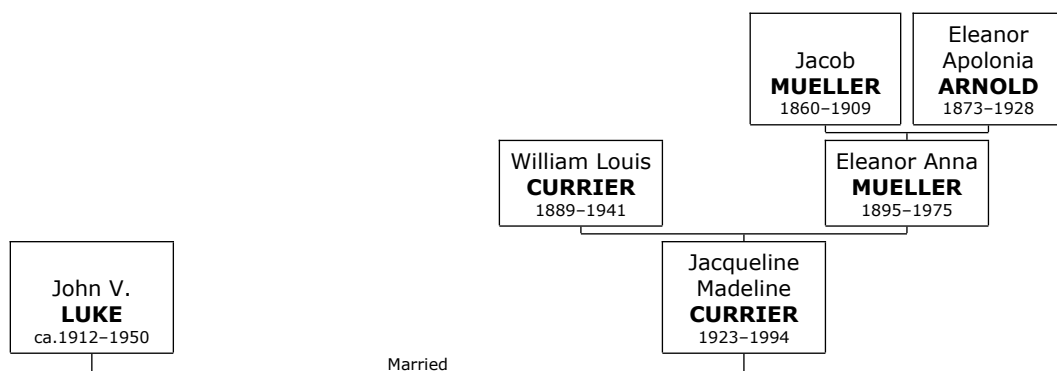 Jacob
MUELLER
1860–1909
Eleanor
Apolonia
ARNOLD
1873–1928
William Louis
CURRIER
1889–1941
Eleanor Anna
MUELLER
1895–1975
John V.
LUKE
ca.1912–1950
Jacqueline
Madeline
CURRIER
1923–1994
Married